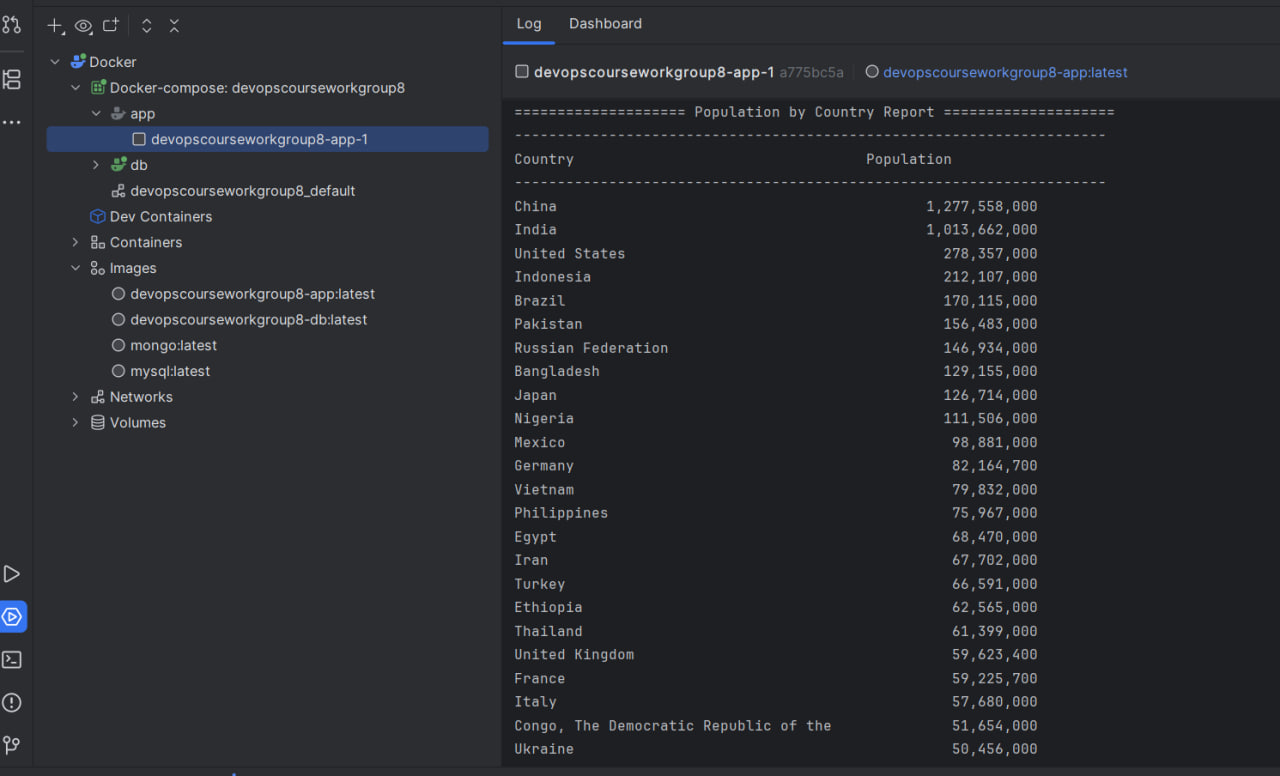 Docker
Docker-compose: devopscourseworkgroup8
app
devopscourseworkgroup8-app-1
db
devopscourseworkgroup8_default
Dev Containers
Containers
Images
devopscourseworkgroup8-app:latest
devopscourseworkgroup8-db:latest
mongo:latest
mysql:latest
Networks
Volumes
Log Dashboard
devopscourseworkgroup8-app-1 a775bc5a devopscourseworkgroup8-app:latest
==================== Population by Country Report ====================
---------------------------------------------------------------------
Country Population
---------------------------------------------------------------------
China 1,277,558,000
India 1,013,662,000
United States 278,357,000
Indonesia 212,107,000
Brazil 170,115,000
Pakistan 156,483,000
Russian Federation 146,934,000
Bangladesh 129,155,000
Japan 126,714,000
Nigeria 111,506,000
Mexico 98,881,000
Germany 82,164,700
Vietnam 79,832,000
Philippines 75,967,000
Egypt 68,470,000
Iran 67,702,000
Turkey 66,591,000
Ethiopia 62,565,000
Thailand 61,399,000
United Kingdom 59,623,400
France 59,225,700
Italy 57,680,000
Congo, The Democratic Republic of the 51,654,000
Ukraine 50,456,000